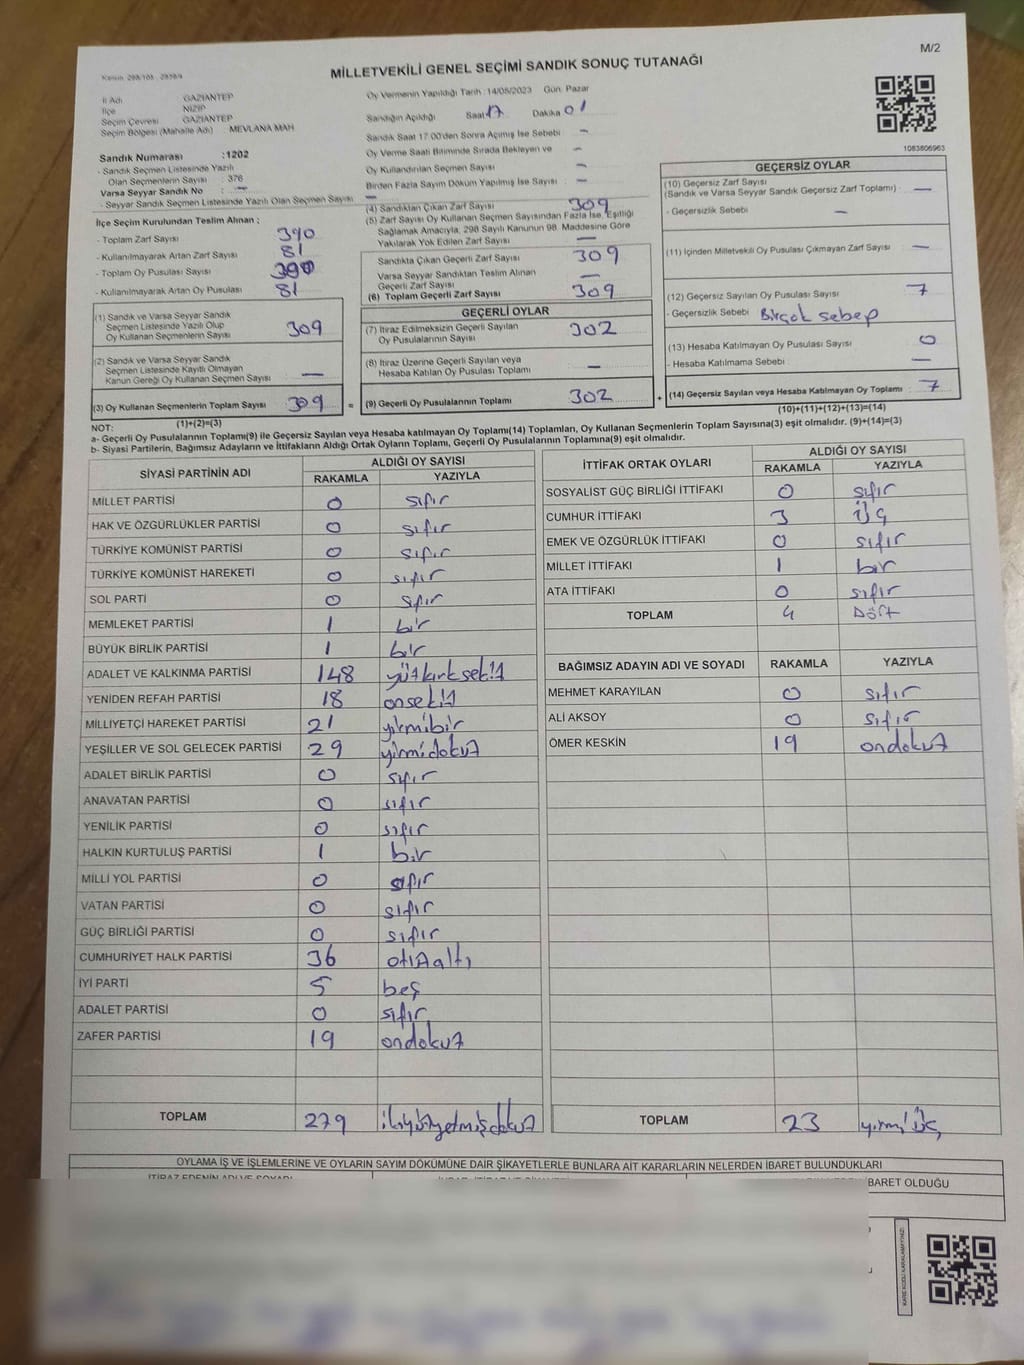 M/2
MİLLETVEKİLİ GENEL SEÇİMİ SANDIK SONUÇ TUTANAĞI
İl Adı GAZİANTEP
İlçe NİZİP
Seçim Çevresi GAZİANTEP
Seçim Bölgesi (Mahalle Adı) MEVLANA MAH
Oy Vermenin Yapıldığı Tarih :14/05/2023 Gün: Pazar
Sandığın Açıldığı Saat 17 Dakika 01
Sandık Saat 17.00'den Sonra Açılmış İse Sebebi –
Oy Verme Saati Bitiminde Sırada Bekleyen ve
Oy Kullandırılan Seçmen Sayısı –
Birden Fazla Sayım Döküm Yapılmış İse Sayısı : –
1083806963
Sandık Numarası :1202
- Sandık Seçmen Listesinde Yazılı
Olan Seçmenlerin Sayısı : 376
Varsa Seyyar Sandık No : –
- Seyyar Sandık Seçmen Listesinde Yazılı Olan Seçmen Sayısı : –
İlçe Seçim Kurulundan Teslim Alınan ;
- Toplam Zarf Sayısı 390
- Kullanılmayarak Artan Zarf Sayısı 81
- Toplam Oy Pusulası Sayısı 390
- Kullanılmayarak Artan Oy Pusulası 81
(4) Sandıktan Çıkan Zarf Sayısı 309
(5) Zarf Sayısı Oy Kullanan Seçmen Sayısından Fazla İse, Eşitliği
Sağlamak Amacıyla, 298 Sayılı Kanunun 98. Maddesine Göre
Yakılarak Yok Edilen Zarf Sayısı –
Sandıkta Çıkan Geçerli Zarf Sayısı 309
Varsa Seyyar Sandıktan Teslim Alınan
Geçerli Zarf Sayısı –
(6) Toplam Geçerli Zarf Sayısı 309
GEÇERSİZ OYLAR
(10) Geçersiz Zarf Sayısı
(Sandık ve Varsa Seyyar Sandık Geçersiz Zarf Toplamı) –
- Geçersizlik Sebebi –
(11) İçinden Milletvekili Oy Pusulası Çıkmayan Zarf Sayısı –
(12) Geçersiz Sayılan Oy Pusulası Sayısı 7
- Geçersizlik Sebebi Birçok sebep
(13) Hesaba Katılmayan Oy Pusulası Sayısı 0
- Hesaba Katılmama Sebebi –
(14) Geçersiz Sayılan veya Hesaba Katılmayan Oy Toplamı 7
(10)+(11)+(12)+(13)=(14)
(1) Sandık ve Varsa Seyyar Sandık
Seçmen Listesinde Yazılı Olup
Oy Kullanan Seçmenlerin Sayısı 309
(2) Sandık ve Varsa Seyyar Sandık
Seçmen Listesinde Kayıtlı Olmayan
Kanun Gereği Oy Kullanan Seçmen Sayısı –
(3) Oy Kullanan Seçmenlerin Toplam Sayısı 309 =
(1)+(2)=(3)
GEÇERLİ OYLAR
(7) İtiraz Edilmeksizin Geçerli Sayılan
Oy Pusulalarının Sayısı 302
(8) İtiraz Üzerine Geçerli Sayılan veya
Hesaba Katılan Oy Pusulası Toplamı –
(9) Geçerli Oy Pusulalarının Toplamı 302 +
NOT:
a- Geçerli Oy Pusulalarının Toplamı(9) ile Geçersiz Sayılan veya Hesaba katılmayan Oy Toplamı(14) Toplamları, Oy Kullanan Seçmenlerin Toplam Sayısına(3) eşit olmalıdır. (9)+(14)=(3)
b- Siyasi Partilerin, Bağımsız Adayların ve İttifakların Aldığı Ortak Oyların Toplamı, Geçerli Oy Pusulalarının Toplamına(9) eşit olmalıdır.
SİYASİ PARTİNİN ADI ALDIĞI OY SAYISI
RAKAMLA YAZIYLA
MİLLET PARTİSİ 0 sıfır
HAK VE ÖZGÜRLÜKLER PARTİSİ 0 sıfır
TÜRKİYE KOMÜNİST PARTİSİ 0 sıfır
TÜRKİYE KOMÜNİST HAREKETİ 0 sıfır
SOL PARTİ 0 sıfır
MEMLEKET PARTİSİ 1 bir
BÜYÜK BİRLİK PARTİSİ 1 bir
ADALET VE KALKINMA PARTİSİ 148 yüzkırksekiz
YENİDEN REFAH PARTİSİ 18 onsekiz
MİLLİYETÇİ HAREKET PARTİSİ 21 yirmibir
YEŞİLLER VE SOL GELECEK PARTİSİ 29 yirmidokuz
ADALET BİRLİK PARTİSİ 0 sıfır
ANAVATAN PARTİSİ 0 sıfır
YENİLİK PARTİSİ 0 sıfır
HALKIN KURTULUŞ PARTİSİ 1 bir
MİLLİ YOL PARTİSİ 0 sıfır
VATAN PARTİSİ 0 sıfır
GÜÇ BİRLİĞİ PARTİSİ 0 sıfır
CUMHURİYET HALK PARTİSİ 36 otuzaltı
İYİ PARTİ 5 beş
ADALET PARTİSİ 0 sıfır
ZAFER PARTİSİ 19 ondokuz
TOPLAM 279 ikiyüzyetmişdokuz
İTTİFAK ORTAK OYLARI ALDIĞI OY SAYISI
RAKAMLA YAZIYLA
SOSYALİST GÜÇ BİRLİĞİ İTTİFAKI 0 sıfır
CUMHUR İTTİFAKI 3 üç
EMEK VE ÖZGÜRLÜK İTTİFAKI 0 sıfır
MİLLET İTTİFAKI 1 bir
ATA İTTİFAKI 0 sıfır
TOPLAM 4 Dört
BAĞIMSIZ ADAYIN ADI VE SOYADI RAKAMLA YAZIYLA
MEHMET KARAYILAN 0 sıfır
ALİ AKSOY 0 sıfır
ÖMER KESKİN 19 ondokuz
TOPLAM 23 yirmi üç
OYLAMA İŞ VE İŞLEMLERİNE VE OYLARIN SAYIM DÖKÜMÜNE DAİR ŞİKAYETLERLE BUNLARA AİT KARARLARIN NELERDEN İBARET BULUNDUKLARI
İTİRAZ EDENİN ADI VE SOYADI
BARET OLDUĞU